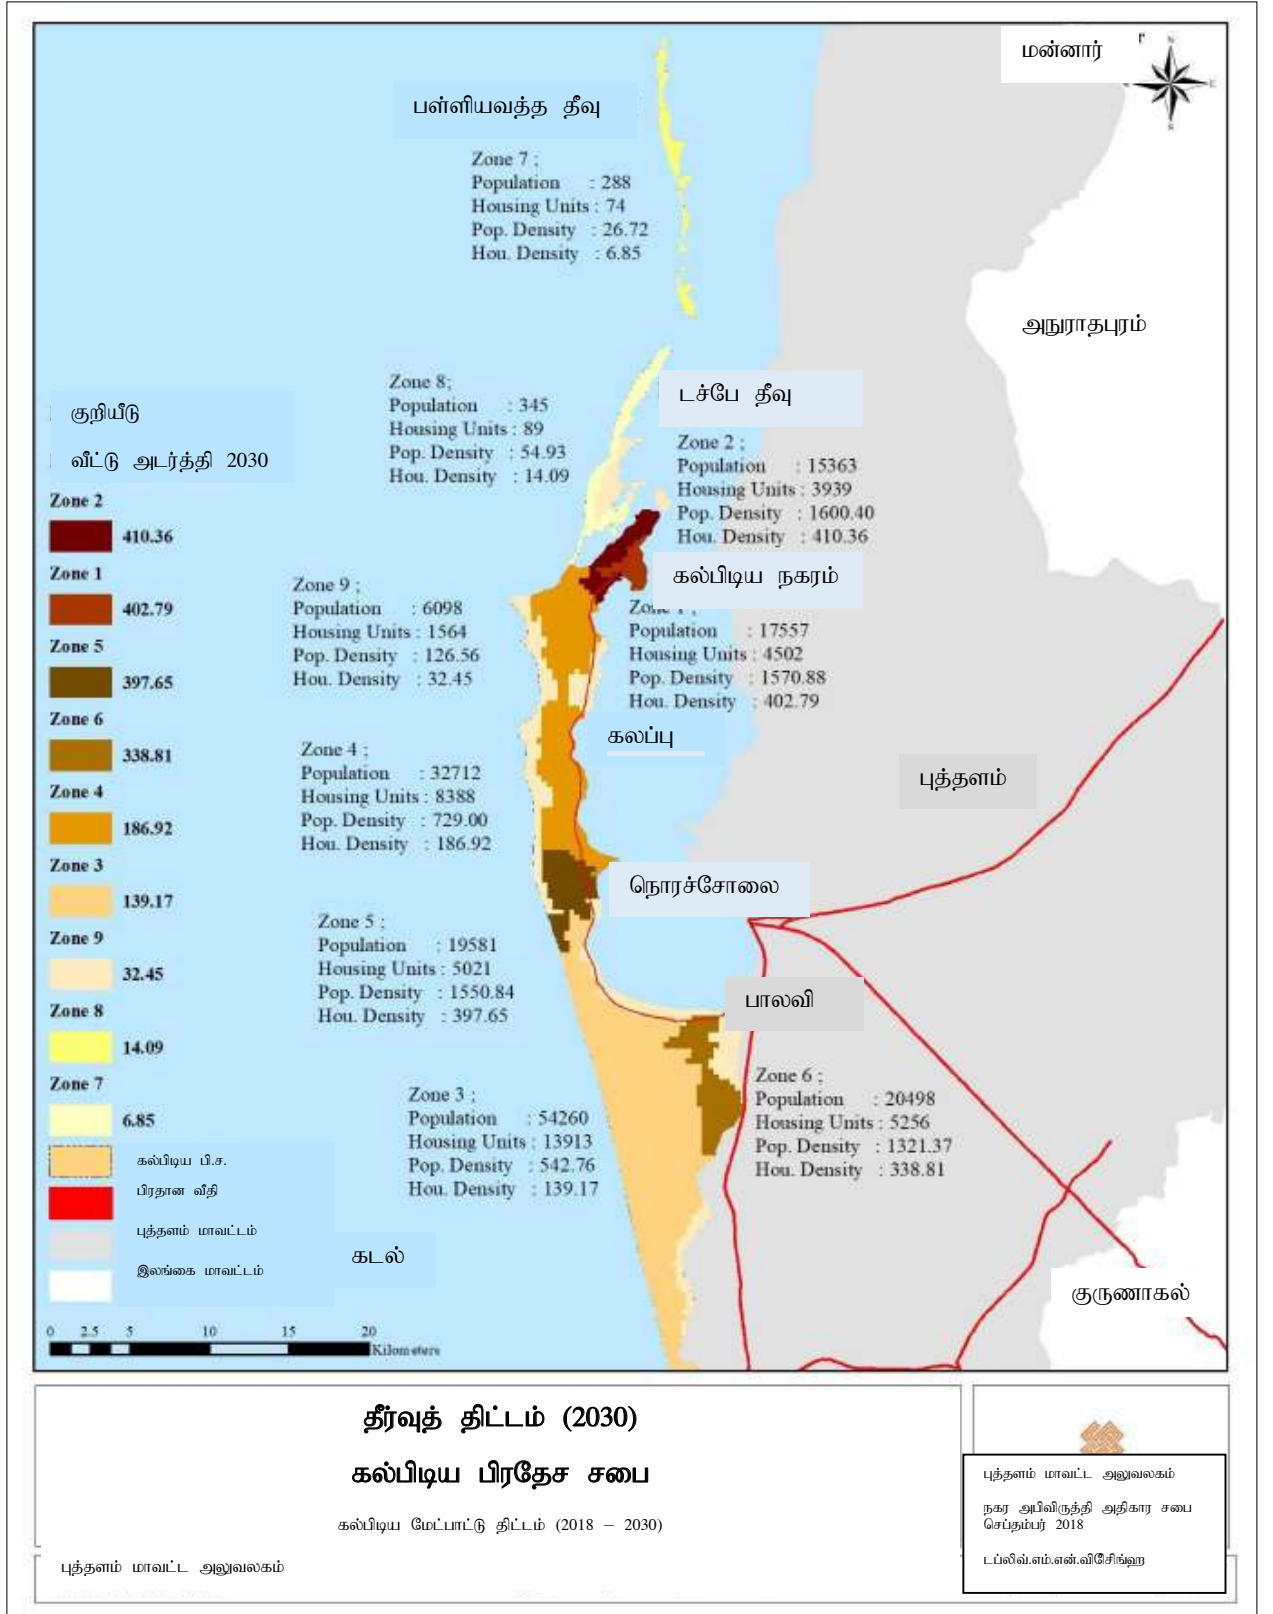 மன்னார்
N
E
S
S
பள்ளியவத்த தீவு
Zone 7 ;
Population : 288
Housing Units : 74
Pop. Density : 26.72
Hou. Density : 6.85
அநுராதபுரம்
Zone 8;
Population : 345
Housing Units : 89
Pop. Density : 54.93
Hou. Density : 14.09
டச்பே தீவு
Zone 2 ;
Population : 15363
Housing Units : 3939
Pop. Density : 1600.40
Hou. Density : 410.36
கல்பிடிய நகரம்
Population : 17557
Housing Units : 4502
Pop. Density : 1570.88
Hou. Density : 402.79
Zone 9 ;
Population : 6098
Housing Units : 1564
Pop. Density : 126.56
Hou. Density : 32.45
கலப்பு
புத்தளம்
Zone 4 ;
Population : 32712
Housing Units : 8388
Pop. Density : 729.00
Hou. Density : 186.92
நொரச்சோலை
Zone 5 ;
Population : 19581
Housing Units : 5021
Pop. Density : 1550.84
Hou. Density : 397.65
பாலவி
Zone 6 ;
Population : 20498
Housing Units : 5256
Pop. Density : 1321.37
Hou. Density : 338.81
Zone 3 ;
Population : 54260
Housing Units : 13913
Pop. Density : 542.76
Hou. Density : 139.17
கடல்
குருணாகல்
குறியீடு
வீட்டு அடர்த்தி 2030
Zone 2
410.36
Zone 1
402.79
Zone 5
397.65
Zone 6
338.81
Zone 4
186.92
Zone 3
139.17
Zone 9
32.45
Zone 8
14.09
Zone 7
6.85
கல்பிடிய பி.ச.
பிரதான வீதி
புத்தளம் மாவட்டம்
இலங்கை மாவட்டம்
0 2.5 5 10 15 20
Kilometers
தீர்வுத் திட்டம் (2030)
கல்பிடிய பிரதேச சபை
கல்பிடிய மேட்பாட்டு திட்டம் (2018 – 2030)
புத்தளம் மாவட்ட அலுவலகம்
புத்தளம் மாவட்ட அலுவலகம்
நகர அபிவிருத்தி அதிகார சபை
செப்தம்பர் 2018
டப்லிவ்.எம்.என்.விசேிங்ஹ